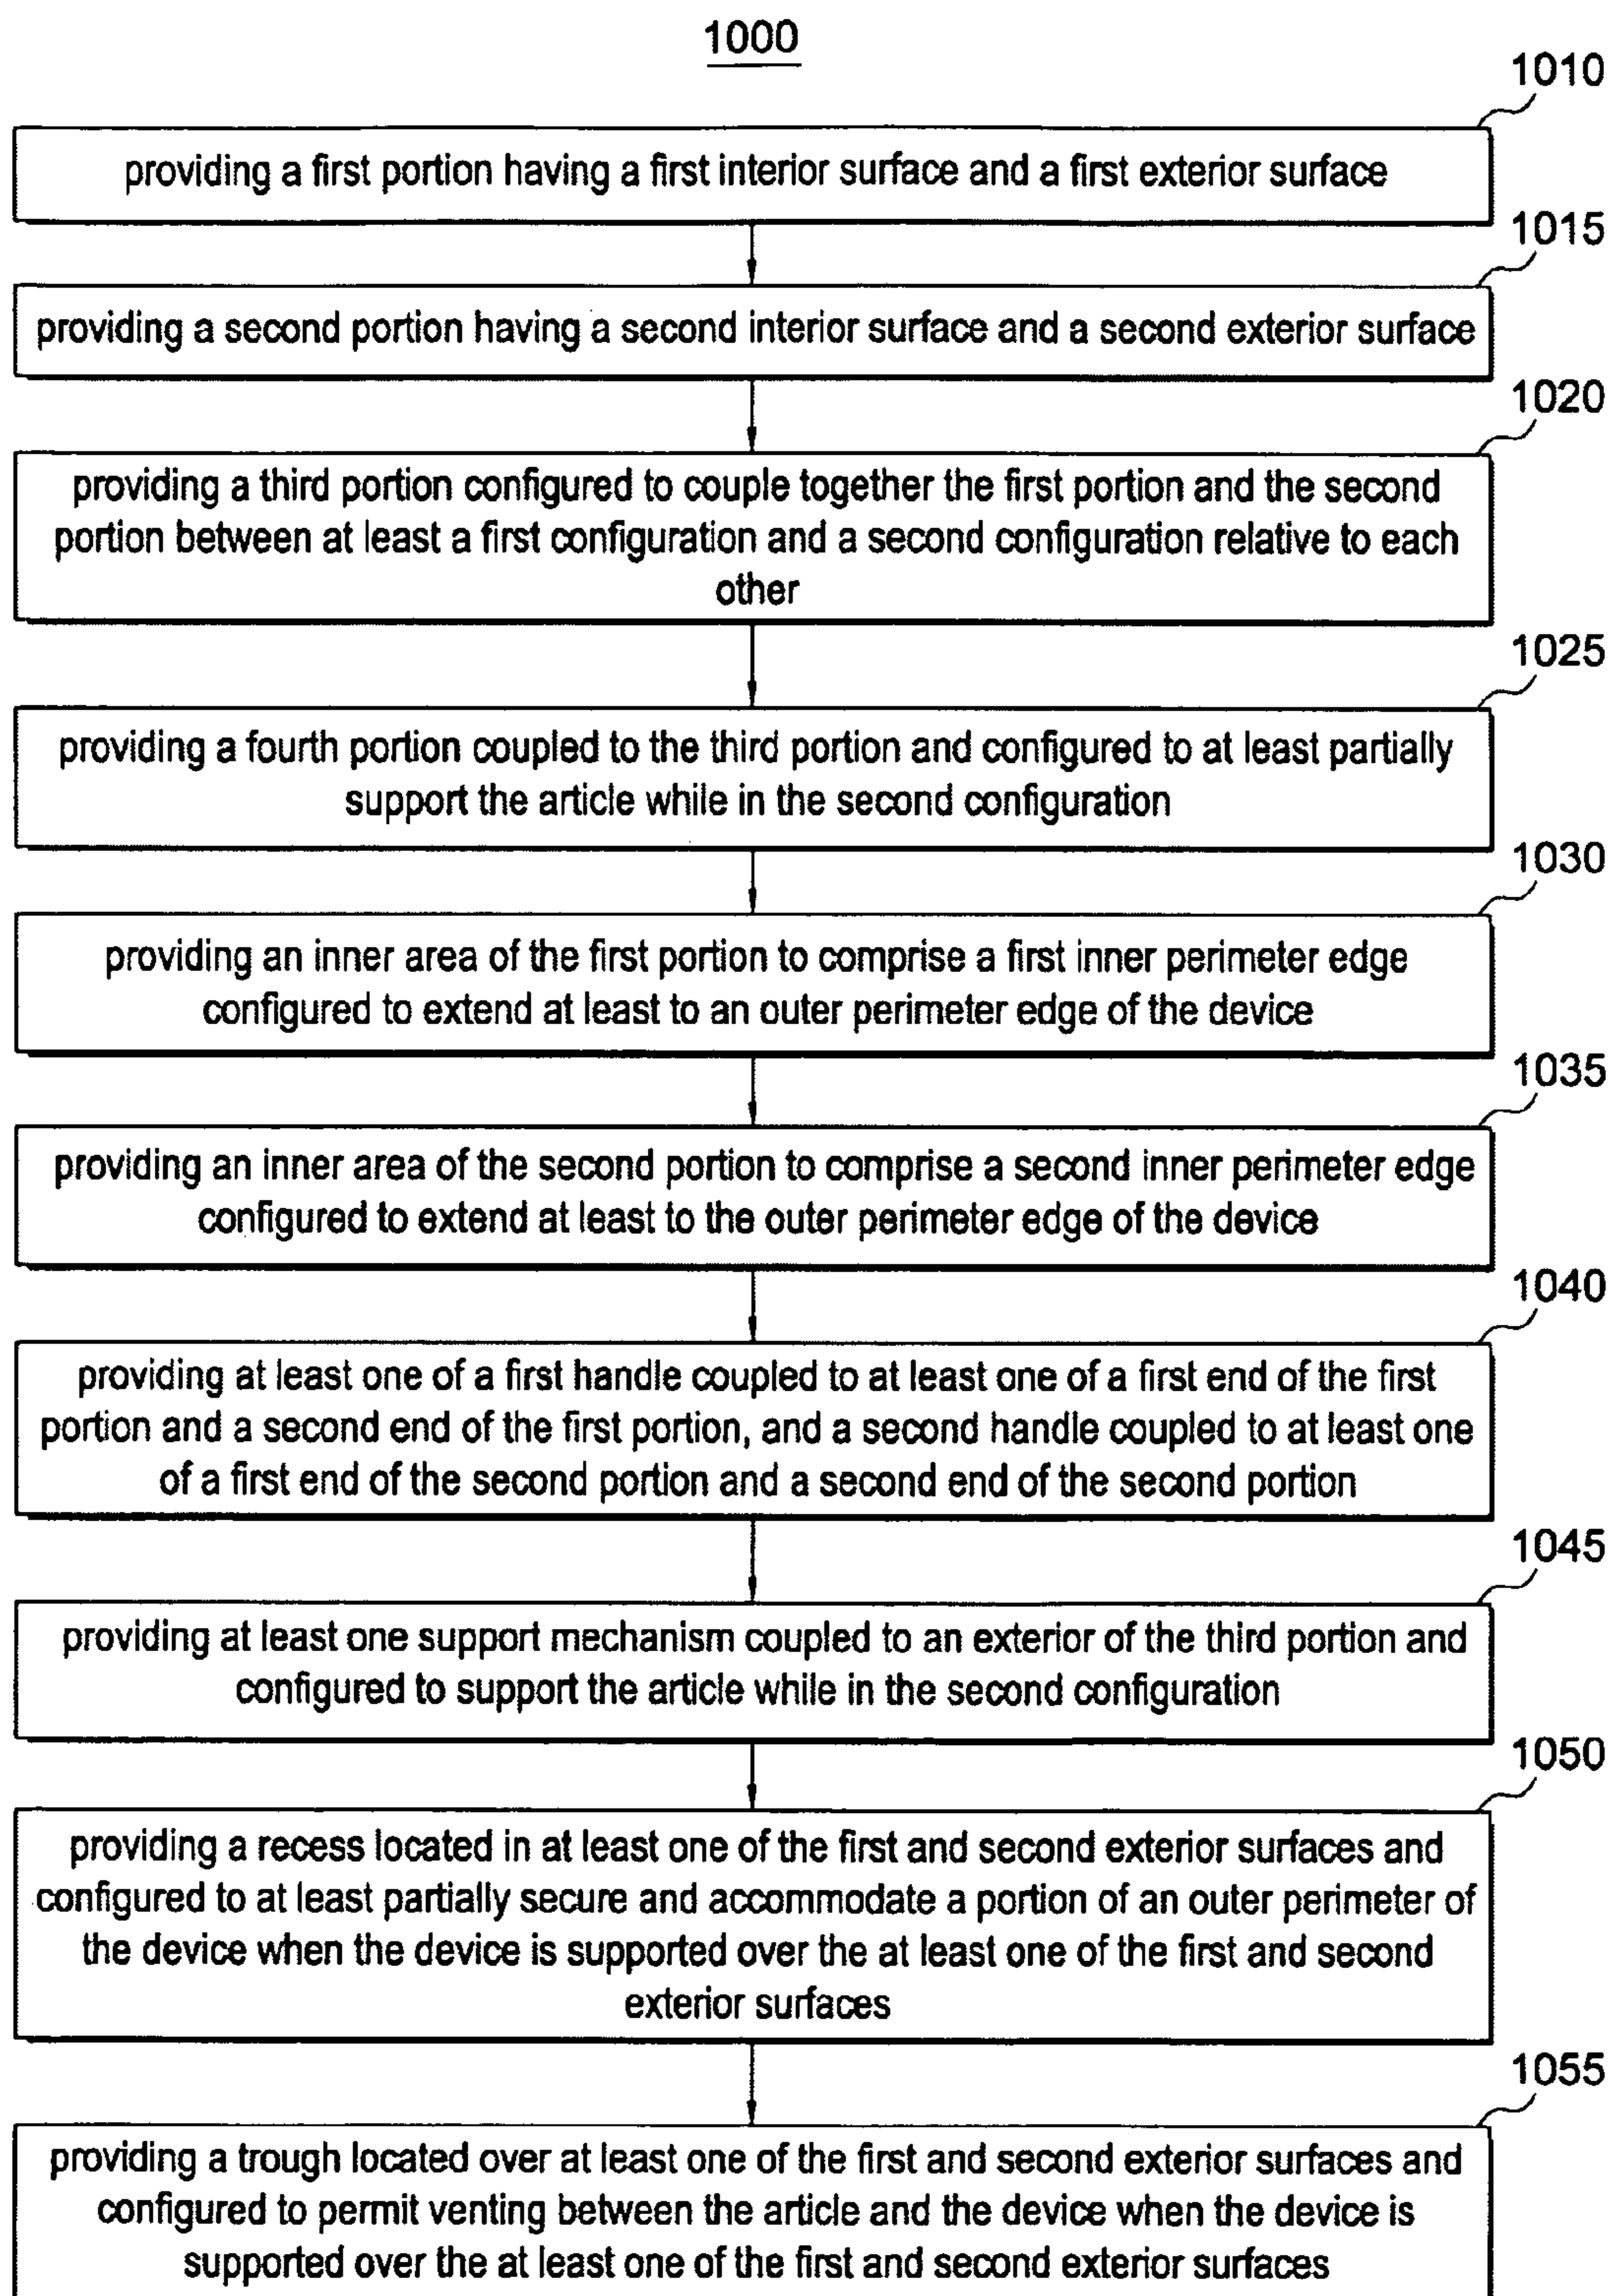 1000
1010
providing a first portion having a first interior surface and a first exterior surface
1015
providing a second portion having a second interior surface and a second exterior surface
1020
providing a third portion configured to couple together the first portion and the second
portion between at least a first configuration and a second configuration relative to each
other
1025
providing a fourth portion coupled to the third portion and configured to at least partially
support the article while in the second configuration
1030
providing an inner area of the first portion to comprise a first inner perimeter edge
configured to extend at least to an outer perimeter edge of the device
1035
providing an inner area of the second portion to comprise a second inner perimeter edge
configured to extend at least to the outer perimeter edge of the device
1040
providing at least one of a first handle coupled to at least one of a first end of the first
portion and a second end of the first portion, and a second handle coupled to at least one
of a first end of the second portion and a second end of the second portion
1045
providing at least one support mechanism coupled to an exterior of the third portion and
configured to support the article while in the second configuration
1050
providing a recess located in at least one of the first and second exterior surfaces and
configured to at least partially secure and accommodate a portion of an outer perimeter of
the device when the device is supported over the at least one of the first and second
exterior surfaces
1055
providing a trough located over at least one of the first and second exterior surfaces and
configured to permit venting between the article and the device when the device is
supported over the at least one of the first and second exterior surfaces